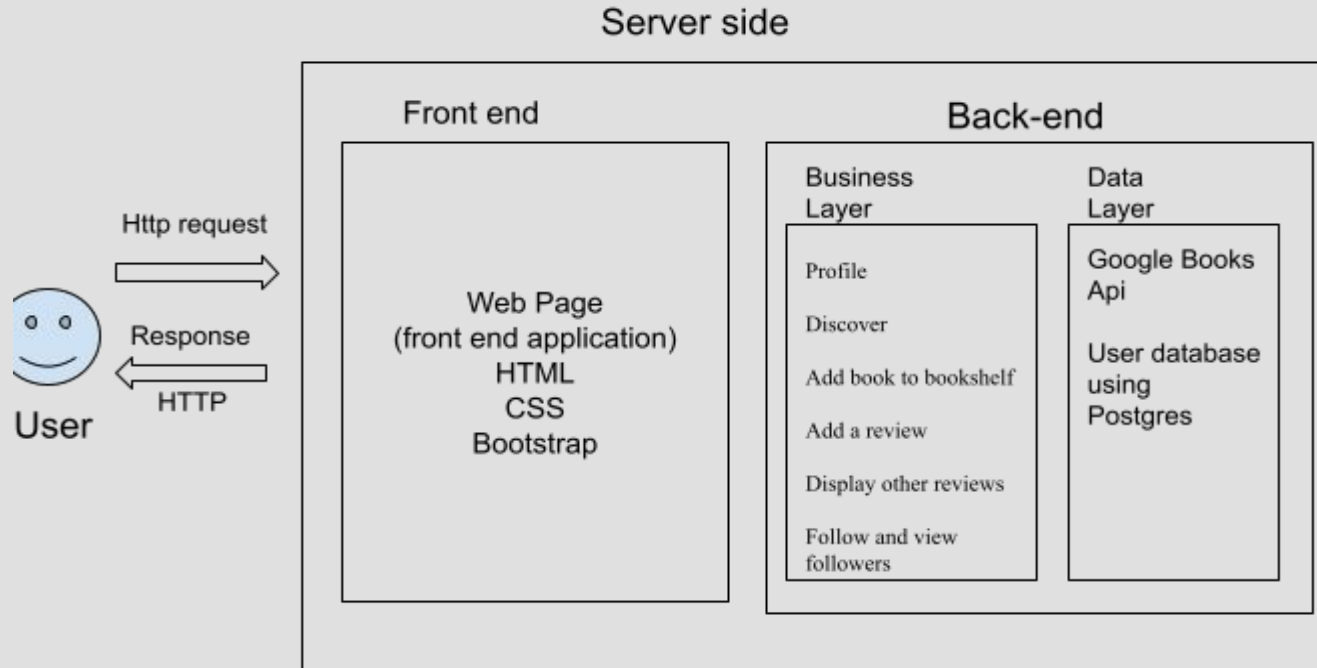 Server side
Front end
Back-end
Http request
Response
HTTP
User
Web Page
(front end application)
HTML
CSS
Bootstrap
Business
Layer
Profile
Discover
Add book to bookshelf
Add a review
Display other reviews
Follow and view
followers
Data
Layer
Google Books
Api
User database
using
Postgres